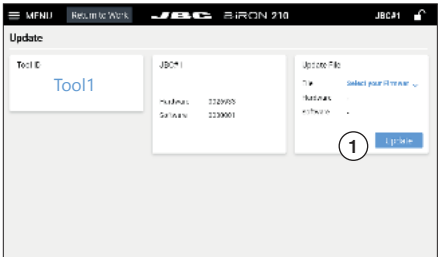 MENU Return to Work JBC B·IRON 210 JBC#1
Update
Tool ID
Tool1
JBC#1
Hardware
Software
Update File
File Select your Firmware
Hardware -
Software -
1 Update